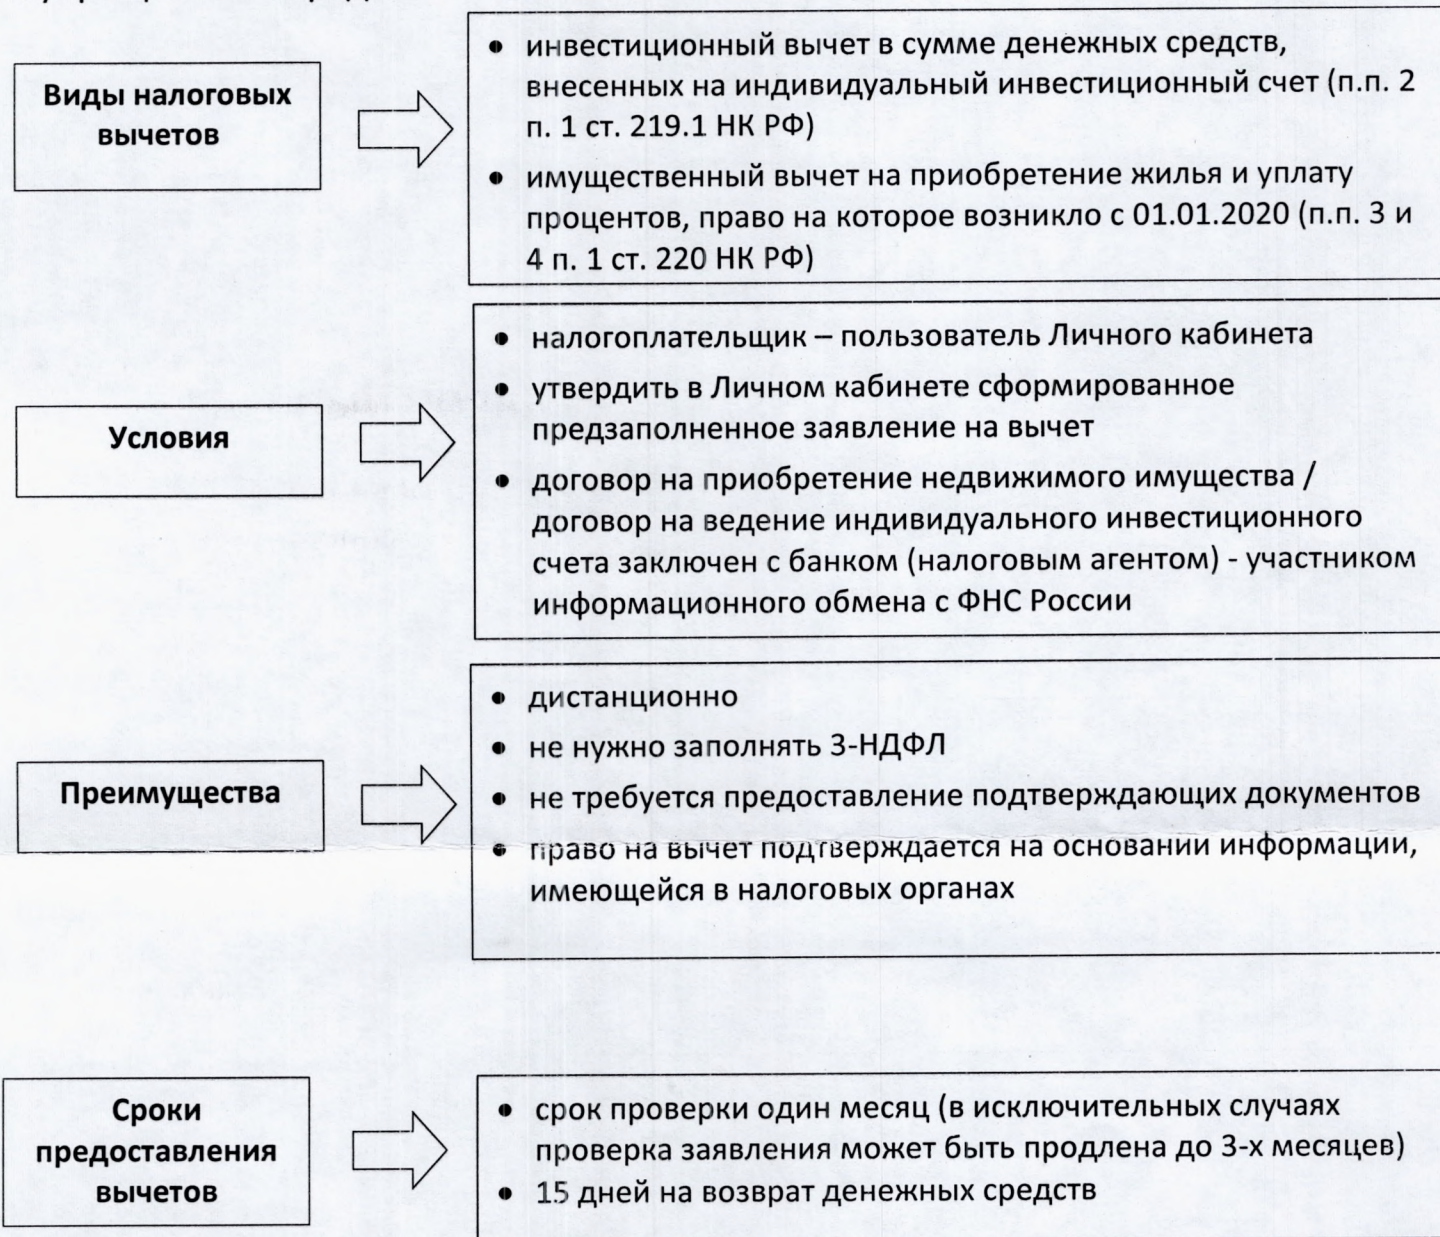 Виды налоговых
вычетов
• инвестиционный вычет в сумме денежных средств,
внесенных на индивидуальный инвестиционный счет (п.п. 2
п. 1 ст. 219.1 НК РФ)
• имущественный вычет на приобретение жилья и уплату
процентов, право на которое возникло с 01.01.2020 (п.п. 3 и
4 п. 1 ст. 220 НК РФ)
Условия
• налогоплательщик – пользователь Личного кабинета
• утвердить в Личном кабинете сформированное
предзаполненное заявление на вычет
• договор на приобретение недвижимого имущества /
договор на ведение индивидуального инвестиционного
счета заключен с банком (налоговым агентом) - участником
информационного обмена с ФНС России
Преимущества
• дистанционно
• не нужно заполнять 3-НДФЛ
• не требуется предоставление подтверждающих документов
• право на вычет подтверждается на основании информации,
имеющейся в налоговых органах
Сроки
предоставления
вычетов
• срок проверки один месяц (в исключительных случаях
проверка заявления может быть продлена до 3-х месяцев)
• 15 дней на возврат денежных средств